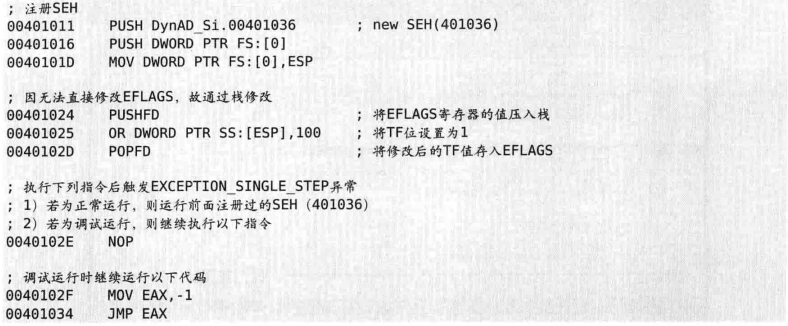 ; 注册SEH
00401011 PUSH DynAD_Si.00401036 ; new SEH(401036)
00401016 PUSH DWORD PTR FS:[0]
0040101D MOV DWORD PTR FS:[0],ESP
; 因无法直接修改EFLAGS，故通过栈修改
00401024 PUSHFD ; 将EFLAGS寄存器的值压入栈
00401025 OR DWORD PTR SS:[ESP],100 ; 将TF位设置为1
0040102D POPFD ; 将修改后的TF值存入EFLAGS
; 执行下列指令后触发EXCEPTION_SINGLE_STEP异常
; 1) 若为正常运行，则运行前面注册过的SEH (401036)
; 2) 若为调试运行，则继续执行以下指令
0040102E NOP
; 调试运行时继续运行以下代码
0040102F MOV EAX,-1
00401034 JMP EAX